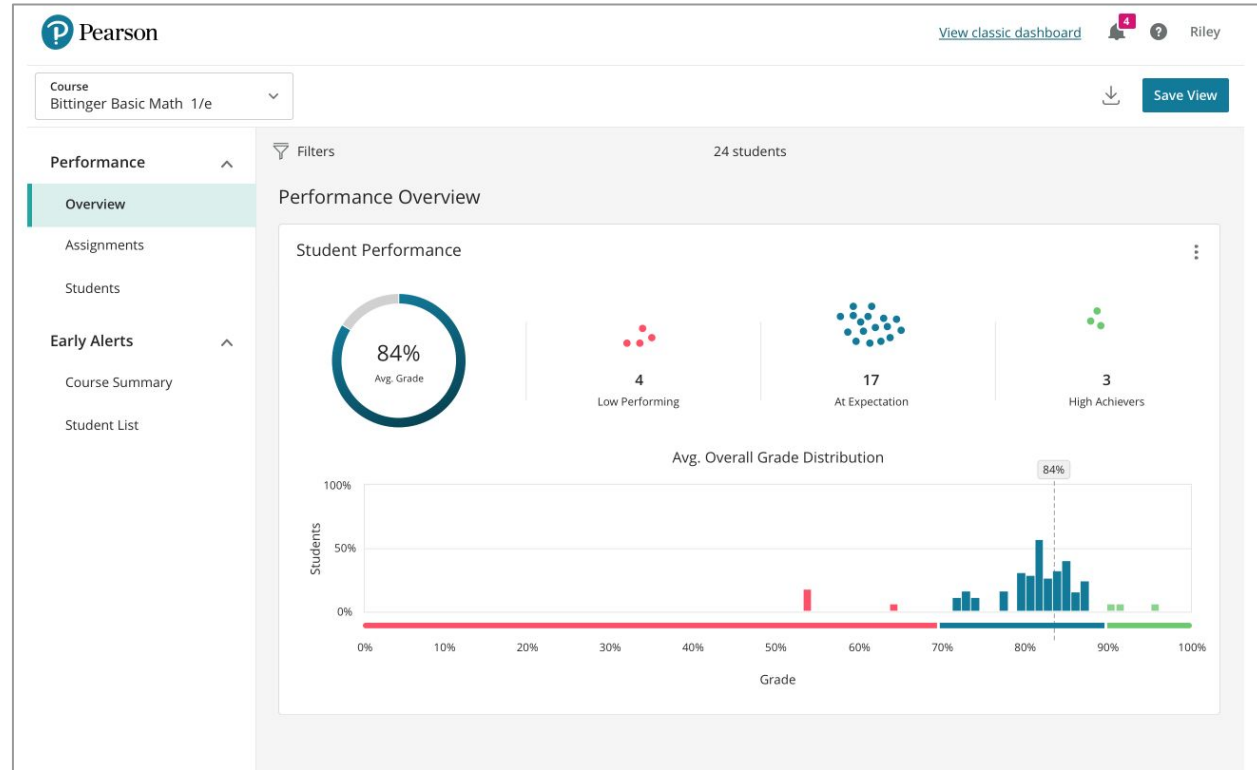 Pearson
View classic dashboard
4
?
Riley
Course
Bittinger Basic Math 1/e
Save View
Performance
Overview
Assignments
Students
Early Alerts
Course Summary
Student List
Filters
24 students
Performance Overview
Student Performance
84%
Avg. Grade
4
Low Performing
17
At Expectation
3
High Achievers
Avg. Overall Grade Distribution
84%
100%
50%
0%
Students
0% 10% 20% 30% 40% 50% 60% 70% 80% 90% 100%
Grade